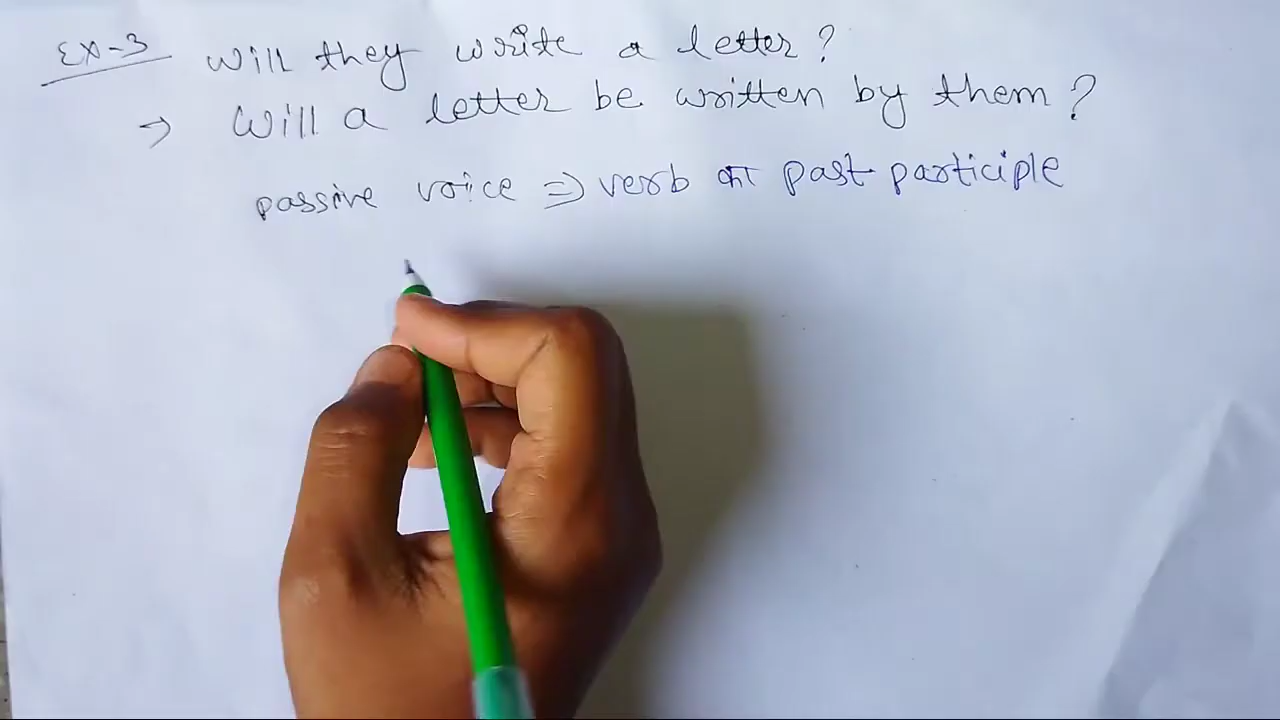 Ex-3 Will they write a letter?
→ Will a letter be written by them?
passive voice ⇒ verb का past participle